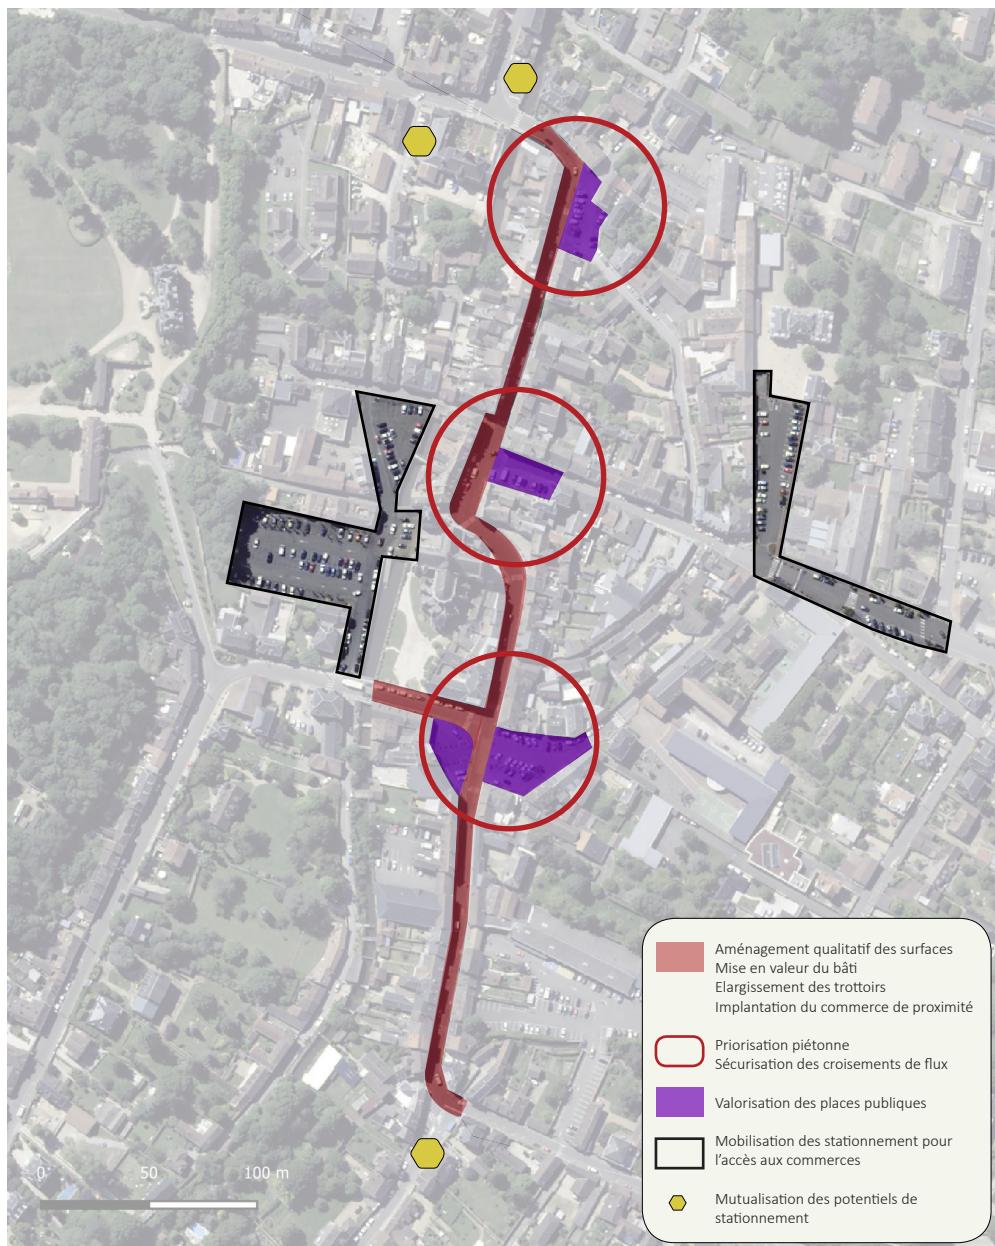 Aménagement qualitatif des surfaces
Mise en valeur du bâti
Elargissement des trottoirs
Implantation du commerce de proximité
Priorisation piétonne
Sécurisation des croisements de flux
Valorisation des places publiques
Mobilisation des stationnement pour
l'accès aux commerces
Mutualisation des potentiels de
stationnement
0 50 100 m